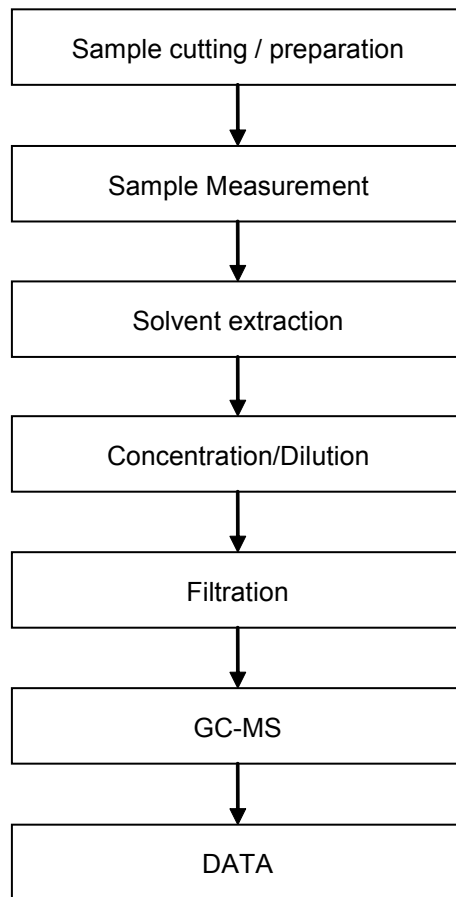 Sample cutting / preparation
Sample Measurement
Solvent extraction
Concentration/Dilution
Filtration
GC-MS
DATA